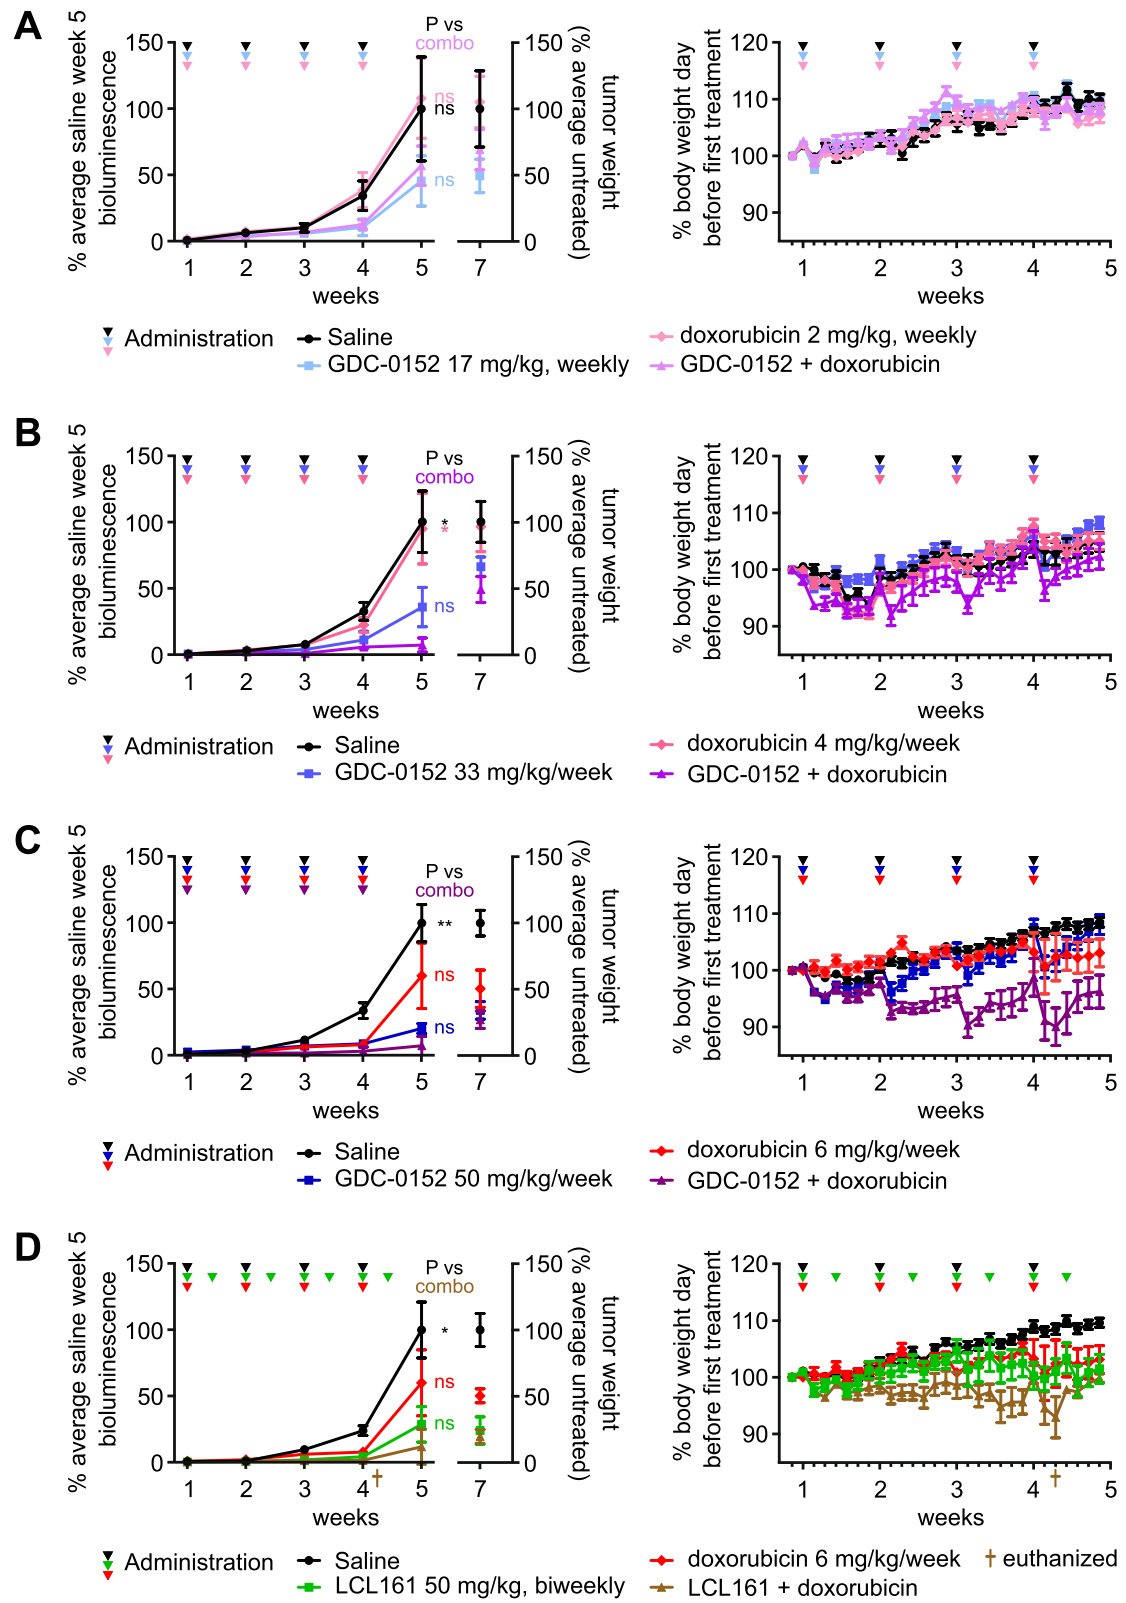 A
% average saline week 5
bioluminescence
150
100
50
0
1 2 3 4 5 7
weeks
P vs
combo
ns
ns
ns
150
100
50
0
tumor weight
(% average untreated)
% body weight day
before first treatment
120
110
100
90
1 2 3 4 5
weeks
Administration
Saline
GDC-0152 17 mg/kg, weekly
doxorubicin 2 mg/kg, weekly
GDC-0152 + doxorubicin
B
% average saline week 5
bioluminescence
150
100
50
0
1 2 3 4 5 7
weeks
P vs
combo
*
*
ns
150
100
50
0
tumor weight
(% average untreated)
% body weight day
before first treatment
120
110
100
90
1 2 3 4 5
weeks
Administration
Saline
GDC-0152 33 mg/kg/week
doxorubicin 4 mg/kg/week
GDC-0152 + doxorubicin
C
% average saline week 5
bioluminescence
150
100
50
0
1 2 3 4 5 7
weeks
P vs
combo
**
ns
ns
150
100
50
0
tumor weight
(% average untreated)
% body weight day
before first treatment
120
110
100
90
1 2 3 4 5
weeks
Administration
Saline
GDC-0152 50 mg/kg/week
doxorubicin 6 mg/kg/week
GDC-0152 + doxorubicin
D
% average saline week 5
bioluminescence
150
100
50
0
1 2 3 4 † 5 7
weeks
P vs
combo
*
ns
ns
150
100
50
0
tumor weight
(% average untreated)
% body weight day
before first treatment
120
110
100
90
1 2 3 4 † 5
weeks
Administration
Saline
LCL161 50 mg/kg, biweekly
doxorubicin 6 mg/kg/week
LCL161 + doxorubicin
† euthanized